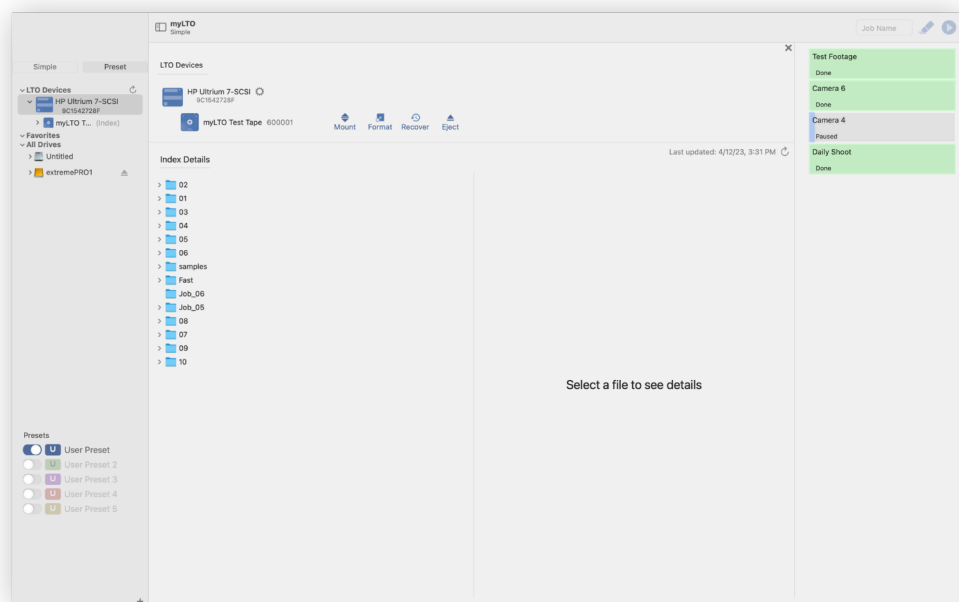 myLTO
Simple
Job Name
Simple
Preset
LTO Devices
HP Ultrium 7-SCSI
9C1542728F
myLTO T... (Index)
Favorites
All Drives
Untitled
extremePRO1
Presets
U User Preset
U User Preset 2
U User Preset 3
U User Preset 4
U User Preset 5
LTO Devices
HP Ultrium 7-SCSI
9C1542728F
myLTO Test Tape 600001
Mount
Format
Recover
Eject
Index Details
Last updated: 4/12/23, 3:31 PM
02
01
03
04
05
06
samples
Fast
Job_06
Job_05
08
07
09
10
Select a file to see details
Test Footage
Done
Camera 6
Done
Camera 4
Paused
Daily Shoot
Done